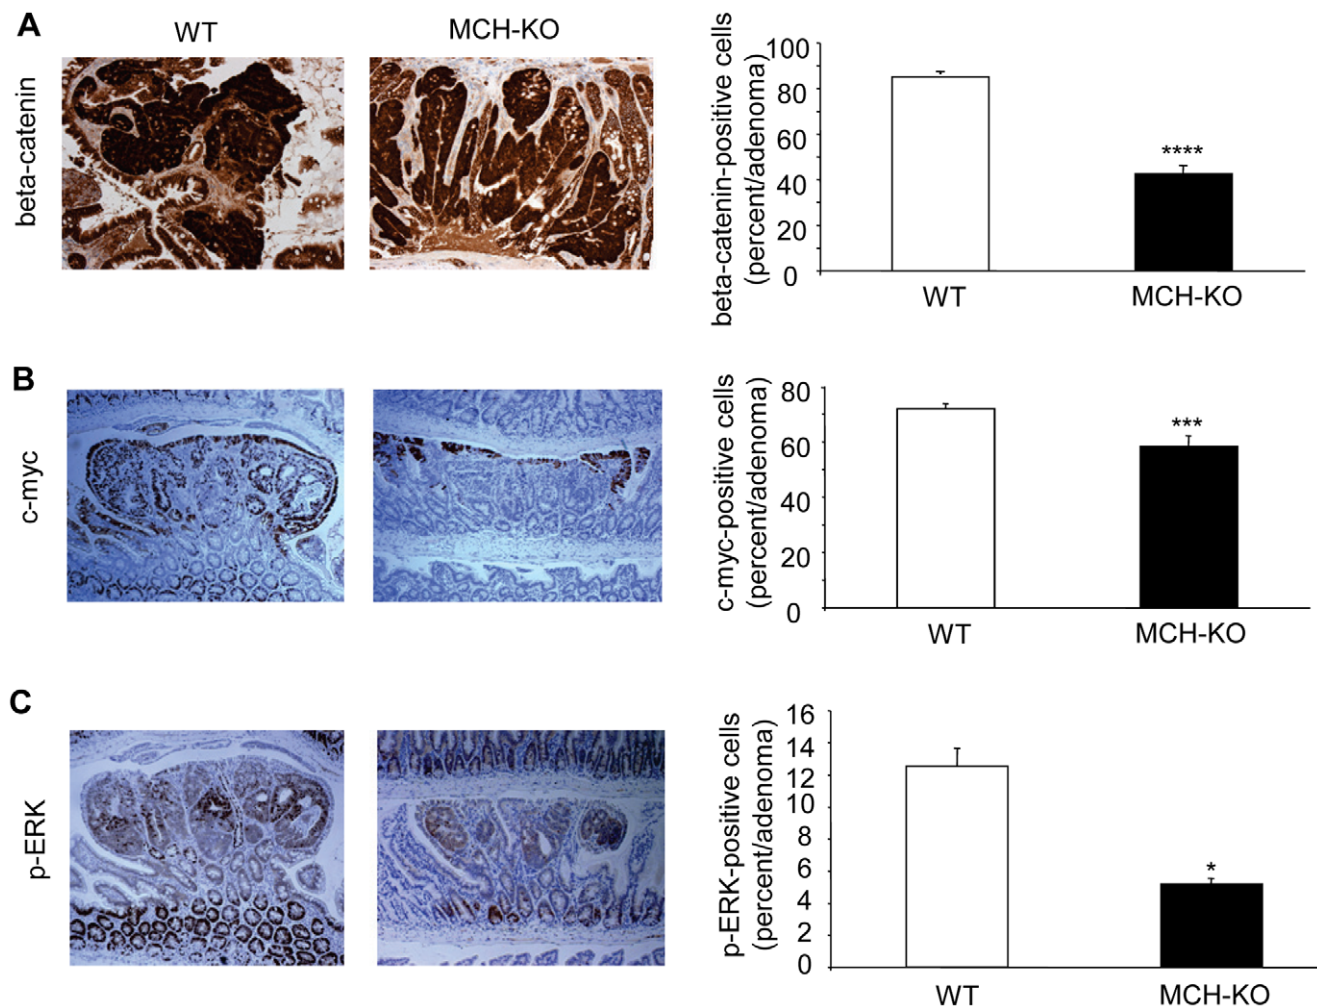 A
WT
MCH-KO
beta-catenin
beta-catenin-positive cells
(percent/adenoma)
100
80
60
40
20
0
****
WT
MCH-KO
B
c-myc
c-myc-positive cells
(percent/adenoma)
80
60
40
20
0
***
WT
MCH-KO
C
p-ERK
p-ERK-positive cells
(percent/adenoma)
16
14
12
10
8
6
4
2
0
*
WT
MCH-KO